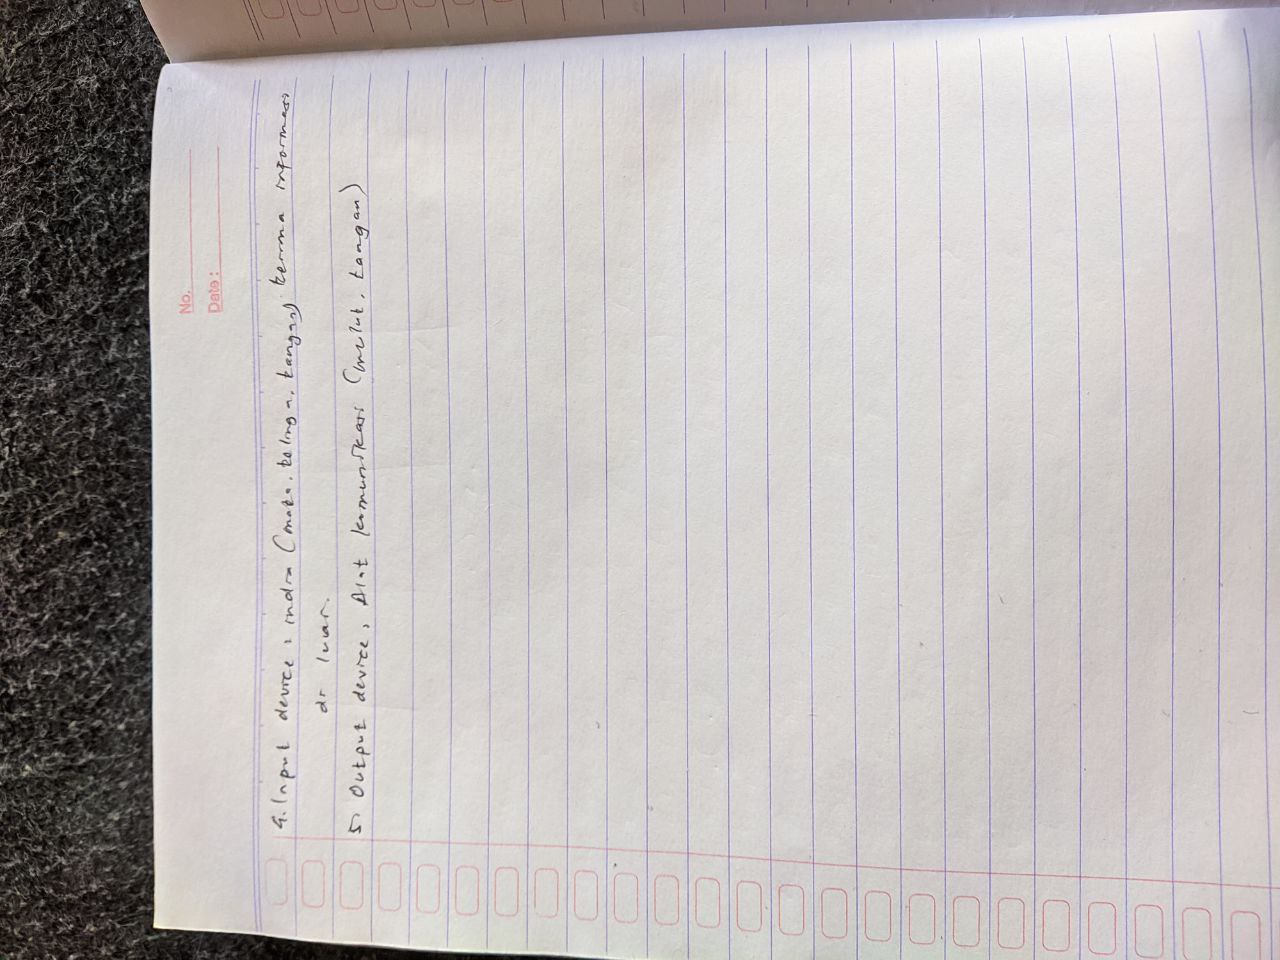 No.
Date :
4. Input device : indra (mata, telinga, tangan) terima informasi
di luar.
5. Output device, Alat komunikasi (mulut, tangan)